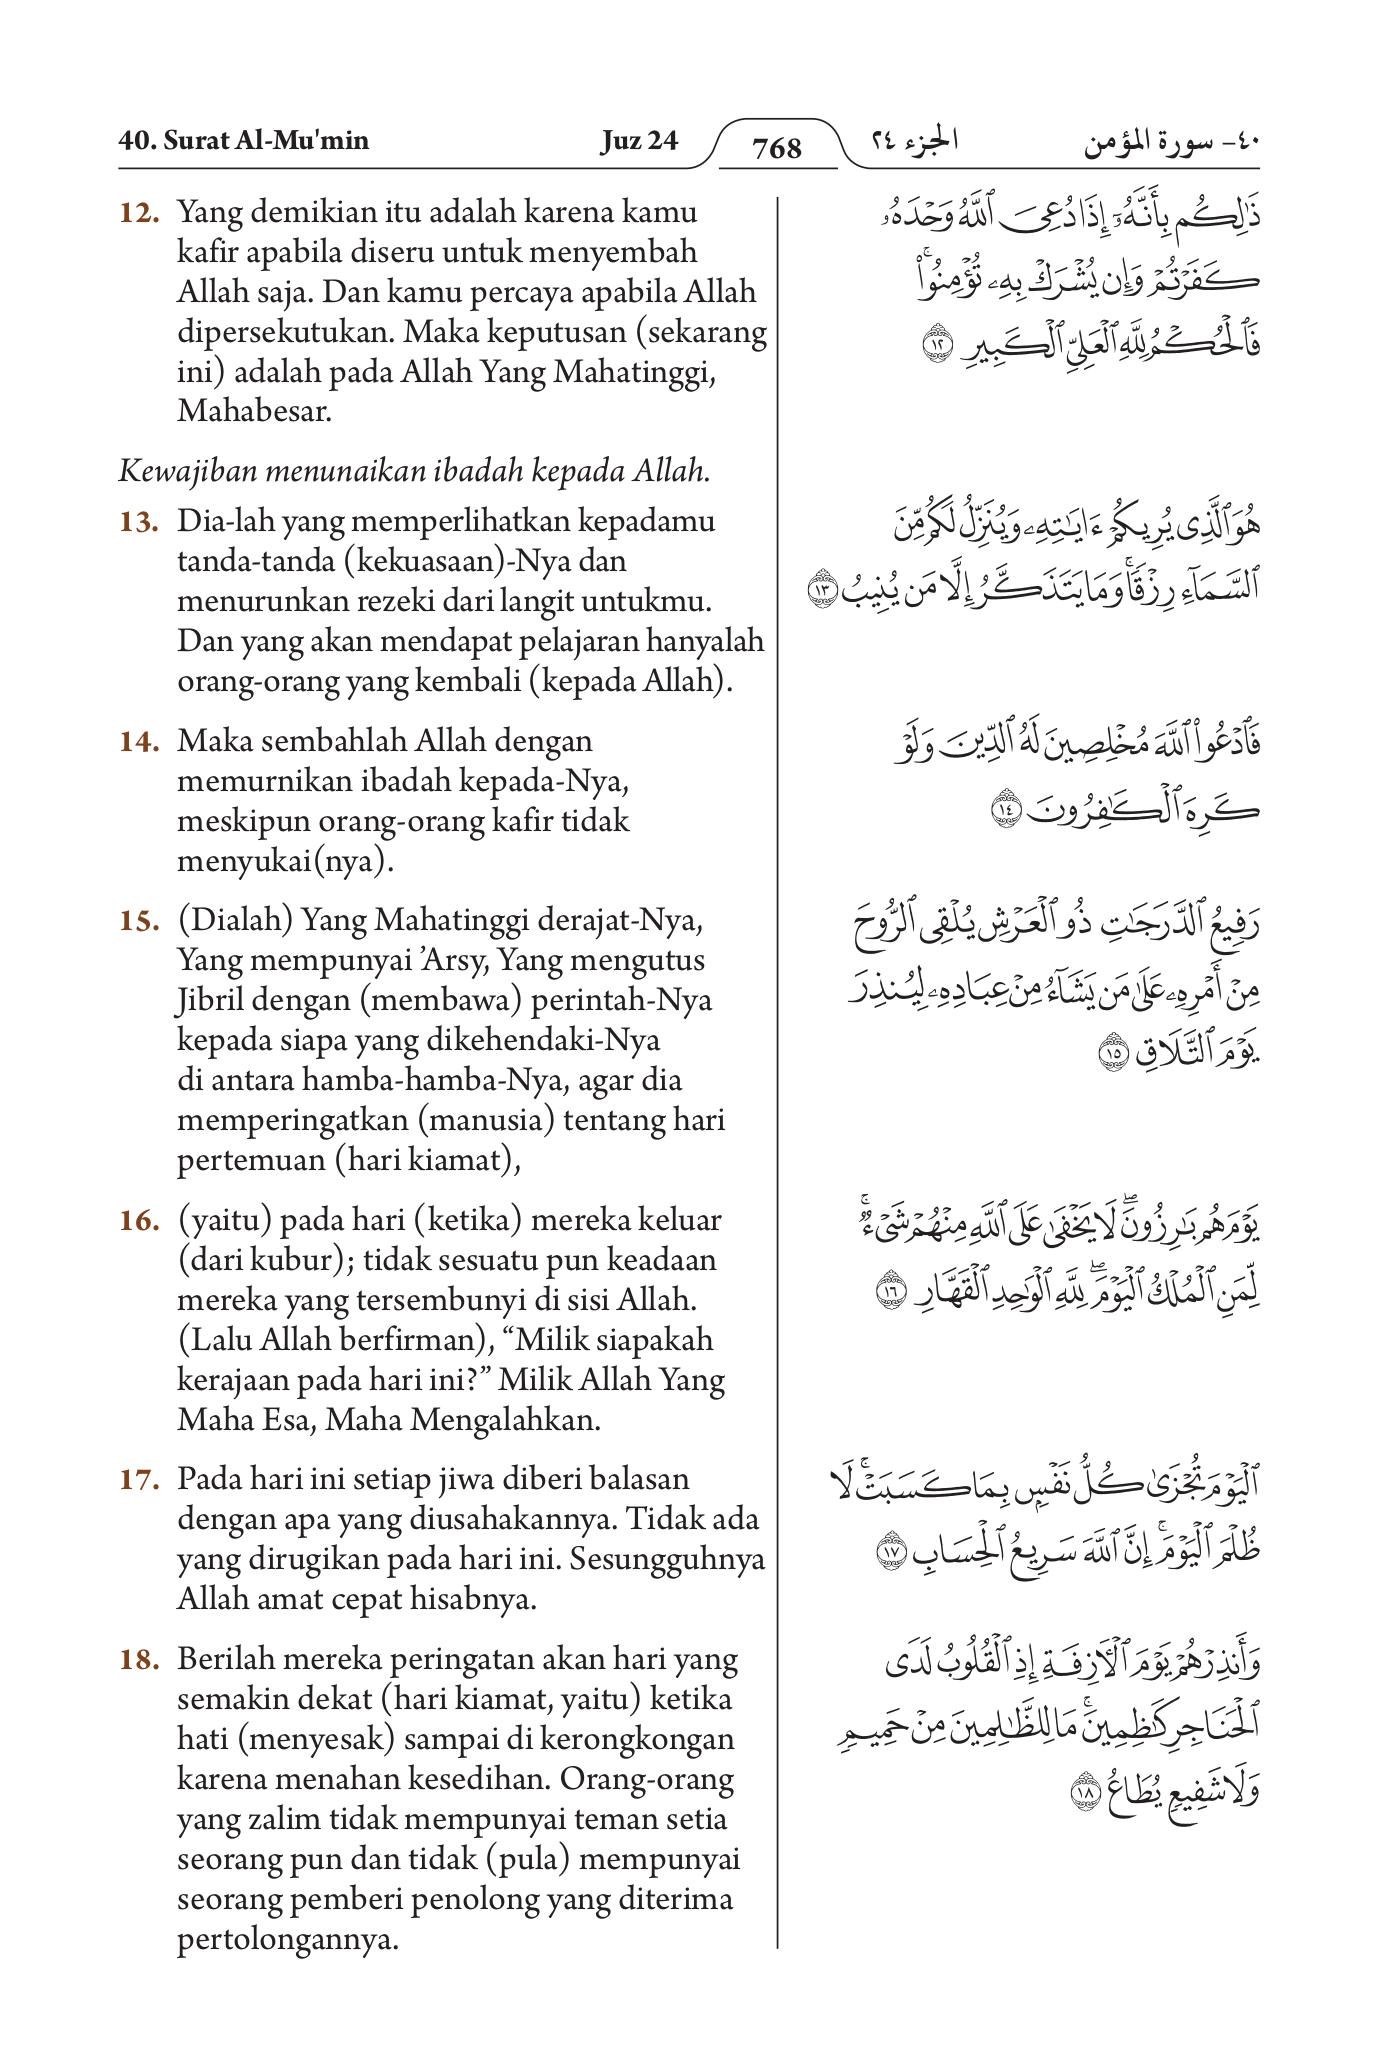 40. Surat Al-Mu'min
Juz 24
768
الجزء ٢٤
٤٠- سورة المؤمن
12. Yang demikian itu adalah karena kamu
kafir apabila diseru untuk menyembah
Allah saja. Dan kamu percaya apabila Allah
dipersekutukan. Maka keputusan (sekarang
ini) adalah pada Allah Yang Mahatinggi,
Mahabesar.
Kewajiban menunaikan ibadah kepada Allah.
13. Dia-lah yang memperlihatkan kepadamu
tanda-tanda (kekuasaan)-Nya dan
menurunkan rezeki dari langit untukmu.
Dan yang akan mendapat pelajaran hanyalah
orang-orang yang kembali (kepada Allah).
14. Maka sembahlah Allah dengan
memurnikan ibadah kepada-Nya,
meskipun orang-orang kafir tidak
menyukai(nya).
15. (Dialah) Yang Mahatinggi derajat-Nya,
Yang mempunyai ’Arsy, Yang mengutus
Jibril dengan (membawa) perintah-Nya
kepada siapa yang dikehendaki-Nya
di antara hamba-hamba-Nya, agar dia
memperingatkan (manusia) tentang hari
pertemuan (hari kiamat),
16. (yaitu) pada hari (ketika) mereka keluar
(dari kubur); tidak sesuatu pun keadaan
mereka yang tersembunyi di sisi Allah.
(Lalu Allah berfirman), “Milik siapakah
kerajaan pada hari ini?” Milik Allah Yang
Maha Esa, Maha Mengalahkan.
17. Pada hari ini setiap jiwa diberi balasan
dengan apa yang diusahakannya. Tidak ada
yang dirugikan pada hari ini. Sesungguhnya
Allah amat cepat hisabnya.
18. Berilah mereka peringatan akan hari yang
semakin dekat (hari kiamat, yaitu) ketika
hati (menyesak) sampai di kerongkongan
karena menahan kesedihan. Orang-orang
yang zalim tidak mempunyai teman setia
seorang pun dan tidak (pula) mempunyai
seorang pemberi penolong yang diterima
pertolongannya.
ذَٰلِكُم بِأَنَّهُۥٓ إِذَا دُعِىَ ٱللَّهُ وَحْدَهُۥ
كَفَرْتُمْ وَإِن يُشْرَكْ بِهِۦ تُؤْمِنُوا۟ ۚ
فَٱلْحُكْمُ لِلَّهِ ٱلْعَلِىِّ ٱلْكَبِيرِ ١٢
هُوَ ٱلَّذِى يُرِيكُمْ ءَايَٰتِهِۦ وَيُنَزِّلُ لَكُم مِّنَ
ٱلسَّمَآءِ رِزْقًا ۚ وَمَا يَتَذَكَّرُ إِلَّا مَن يُنِيبُ ١٣
فَٱدْعُوا۟ ٱللَّهَ مُخْلِصِينَ لَهُ ٱلدِّينَ وَلَوْ
كَرِهَ ٱلْكَٰفِرُونَ ١٤
رَفِيعُ ٱلدَّرَجَٰتِ ذُو ٱلْعَرْشِ يُلْقِى ٱلرُّوحَ
مِنْ أَمْرِهِۦ عَلَىٰ مَن يَشَآءُ مِنْ عِبَادِهِۦ لِيُنذِرَ
يَوْمَ ٱلتَّلَاقِ ١٥
يَوْمَ هُم بَٰرِزُونَ ۖ لَا يَخْفَىٰ عَلَى ٱللَّهِ مِنْهُمْ شَىْءٌ ۚ
لِّمَنِ ٱلْمُلْكُ ٱلْيَوْمَ ۖ لِلَّهِ ٱلْوَٰحِدِ ٱلْقَهَّارِ ١٦
ٱلْيَوْمَ تُجْزَىٰ كُلُّ نَفْسٍۭ بِمَا كَسَبَتْ ۚ لَا
ظُلْمَ ٱلْيَوْمَ ۚ إِنَّ ٱللَّهَ سَرِيعُ ٱلْحِسَابِ ١٧
وَأَنذِرْهُمْ يَوْمَ ٱلْءَازِفَةِ إِذِ ٱلْقُلُوبُ لَدَى
ٱلْحَنَاجِرِ كَٰظِمِينَ ۚ مَا لِلظَّٰلِمِينَ مِنْ حَمِيمٍ
وَلَا شَفِيعٍ يُطَاعُ ١٨